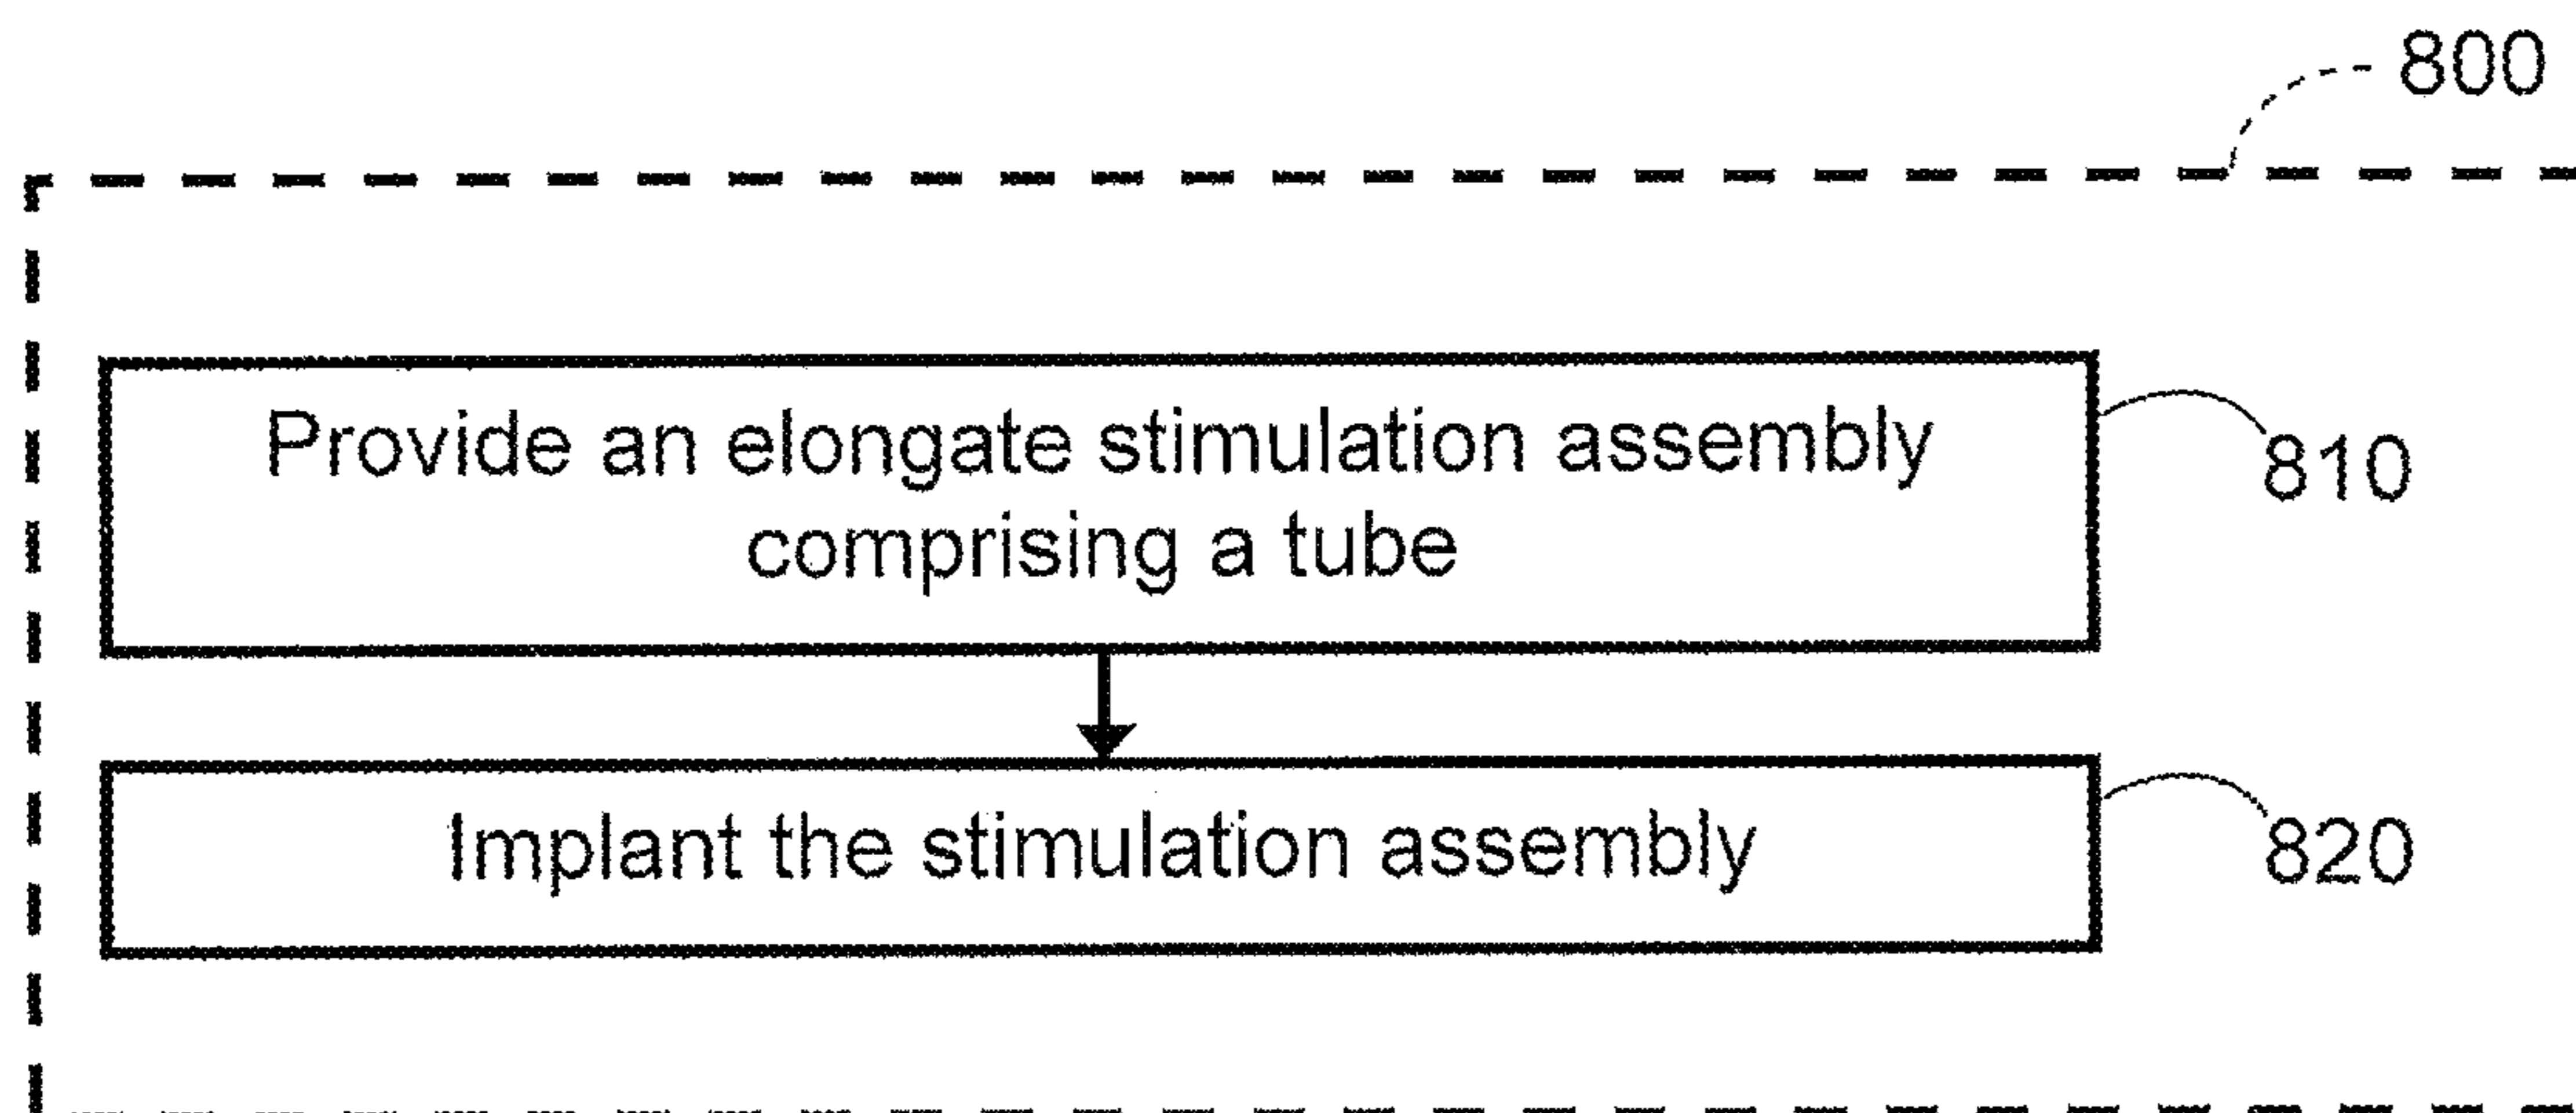 800
Provide an elongate stimulation assembly
comprising a tube
810
Implant the stimulation assembly
820